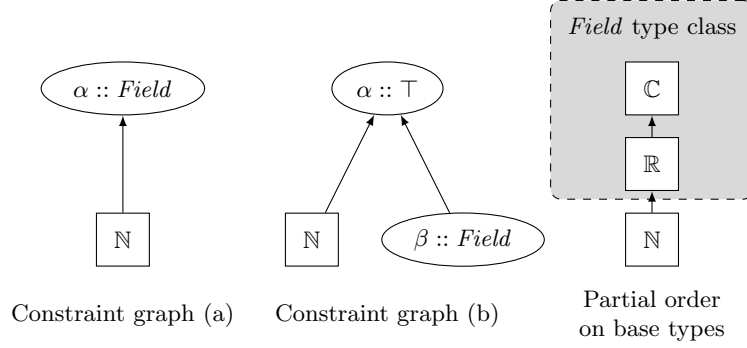 Field type class
α :: Field
α :: ⊤
ℂ
ℝ
ℕ
ℕ
β :: Field
ℕ
Constraint graph (a)
Constraint graph (b)
Partial order
on base types